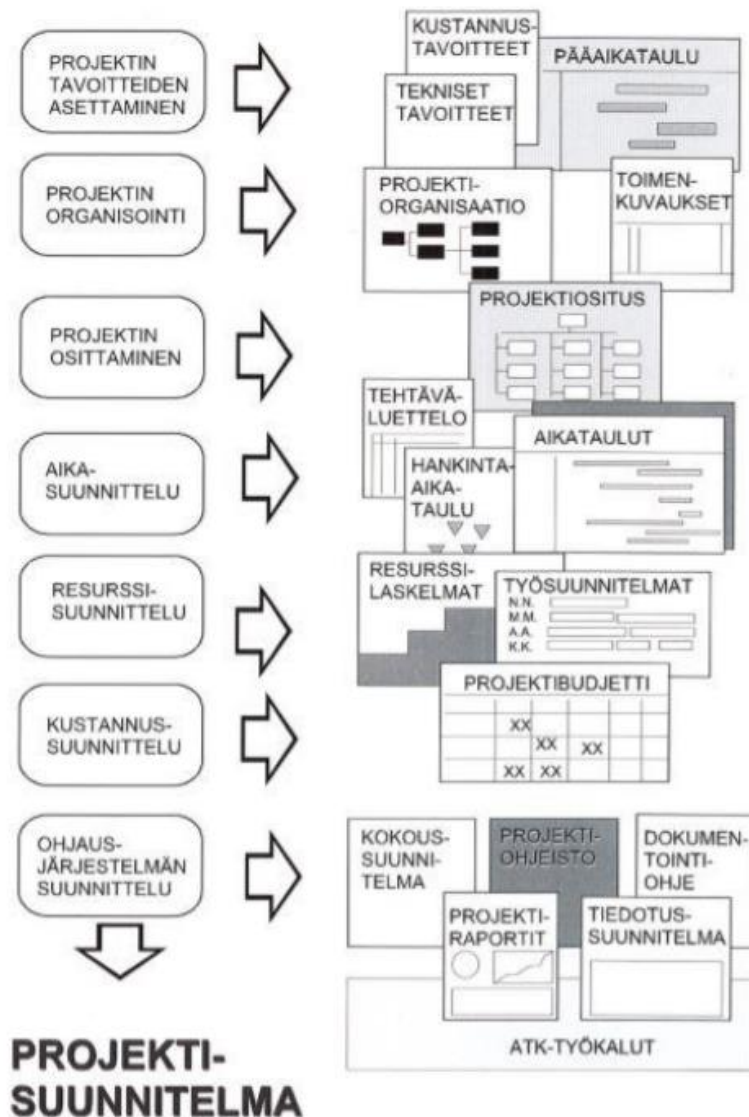 PROJEKTIN
TAVOITTEIDEN
ASETTAMINEN
KUSTANNUS-
TAVOITTEET
PÄÄAIKATAULU
TEKNISET
TAVOITTEET
PROJEKTIN
ORGANISOINTI
PROJEKTI-
ORGANISAATIO
TOIMEN-
KUVAUKSET
PROJEKTIN
OSITTAMINEN
PROJEKTIOSITUS
TEHTÄVÄ-
LUETTELO
AIKA-
SUUNNITTELU
AIKATAULUT
HANKINTA-
AIKA-
TAULU
RESURSSI-
SUUNNITTELU
RESURSSI-
LASKELMAT
TYÖSUUNNITELMAT
N.N.
M.M.
A.A.
K.K.
KUSTANNUS-
SUUNNITTELU
PROJEKTIBUDJETTI
XX
XX XX
XX XX
OHJAUS-
JÄRJESTELMÄN
SUUNNITTELU
KOKOUS-
SUUNNI-
TELMA
PROJEKTI-
OHJEISTO
DOKUMEN-
TOINTI-
OHJE
PROJEKTI-
RAPORTIT
TIEDOTUS-
SUUNNITELMA
ATK-TYÖKALUT
PROJEKTI-
SUUNNITELMA